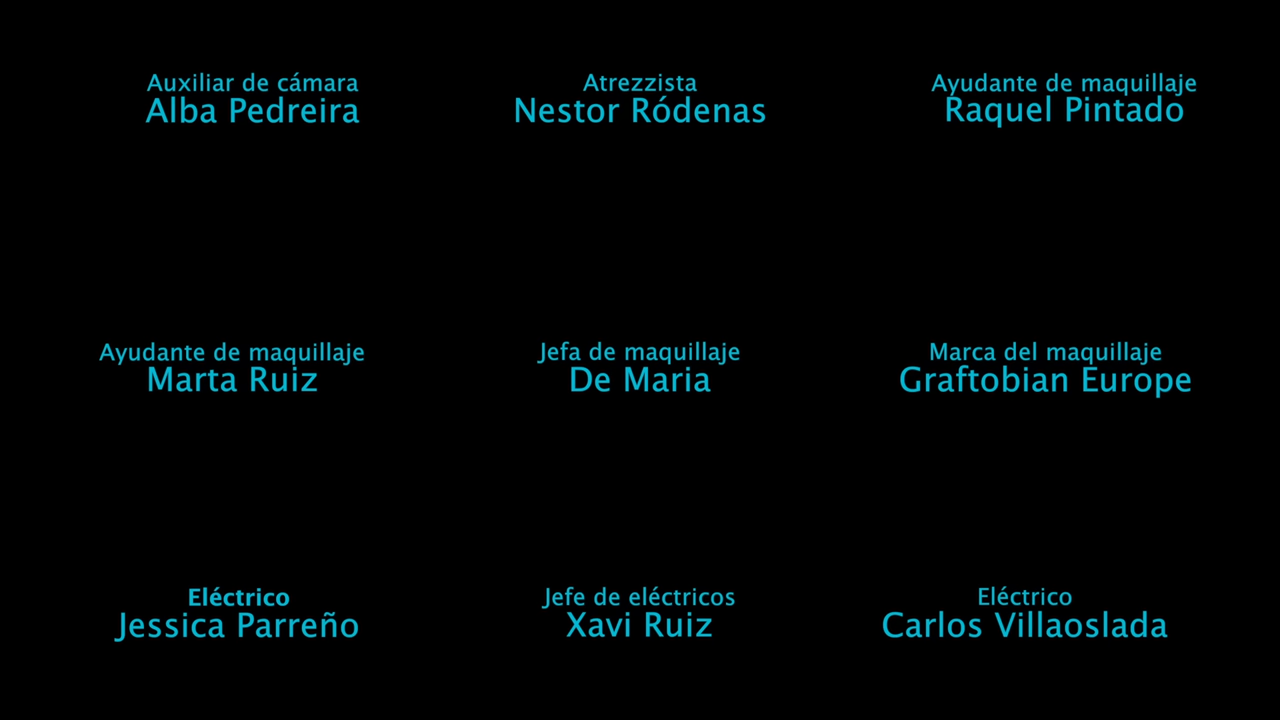 Auxiliar de cámara
Alba Pedreira
Atrezzista
Nestor Ródenas
Ayudante de maquillaje
Raquel Pintado
Ayudante de maquillaje
Marta Ruiz
Jefa de maquillaje
De Maria
Marca del maquillaje
Graftobian Europe
Eléctrico
Jessica Parreño
Jefe de eléctricos
Xavi Ruiz
Eléctrico
Carlos Villaoslada